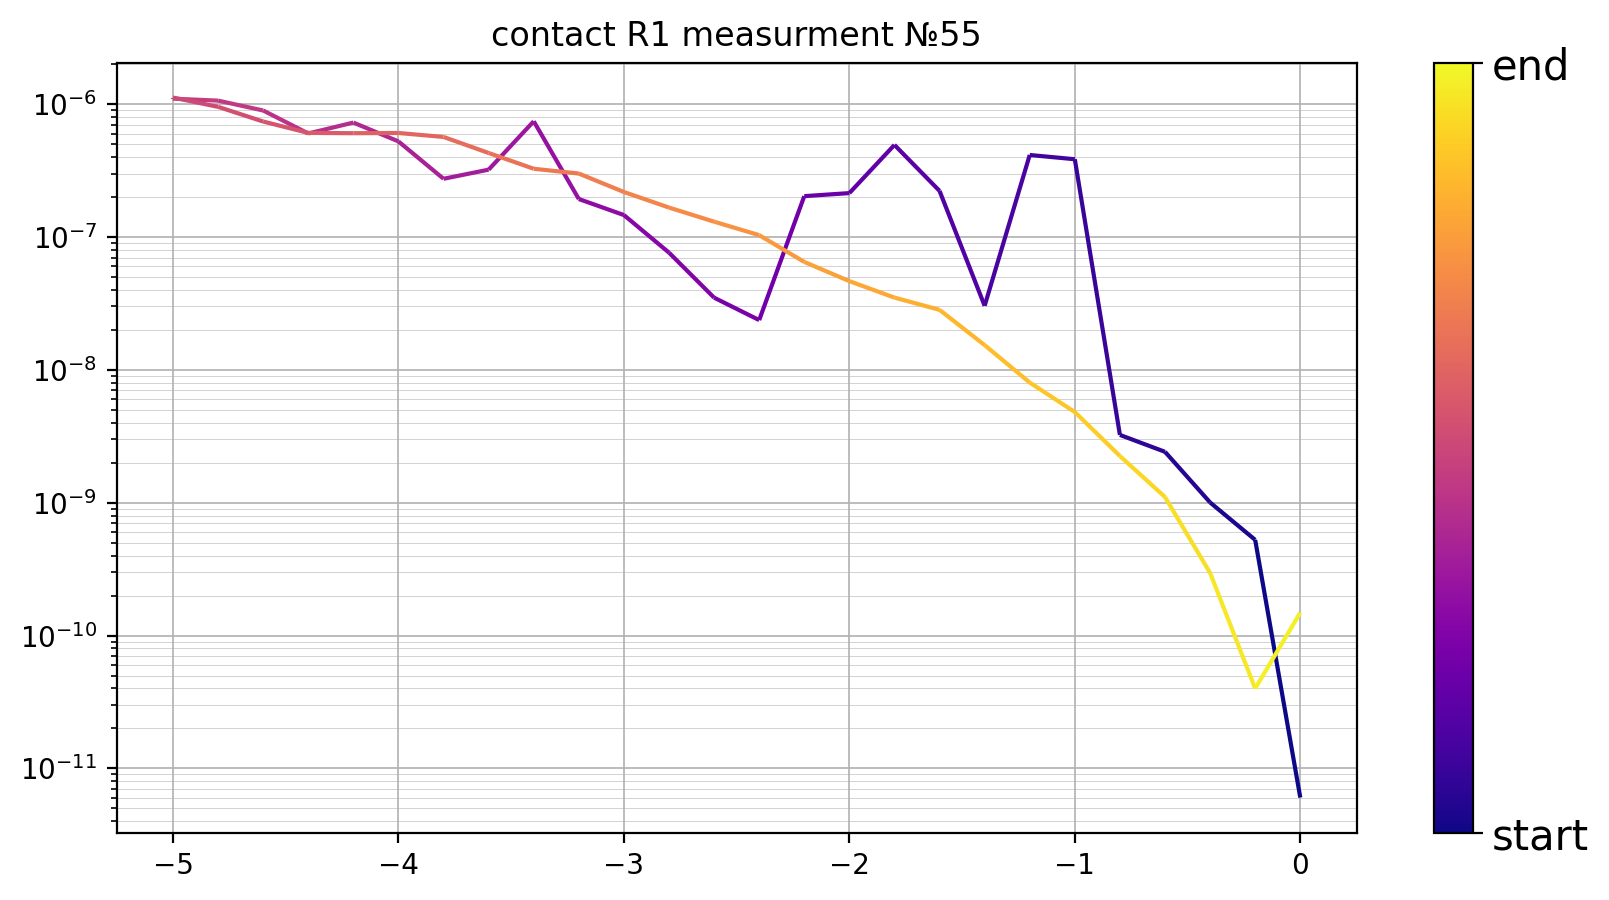 contact R1 measurment №55
10⁻⁶
10⁻⁷
10⁻⁸
10⁻⁹
10⁻¹⁰
10⁻¹¹
−5 −4 −3 −2 −1 0
end
start